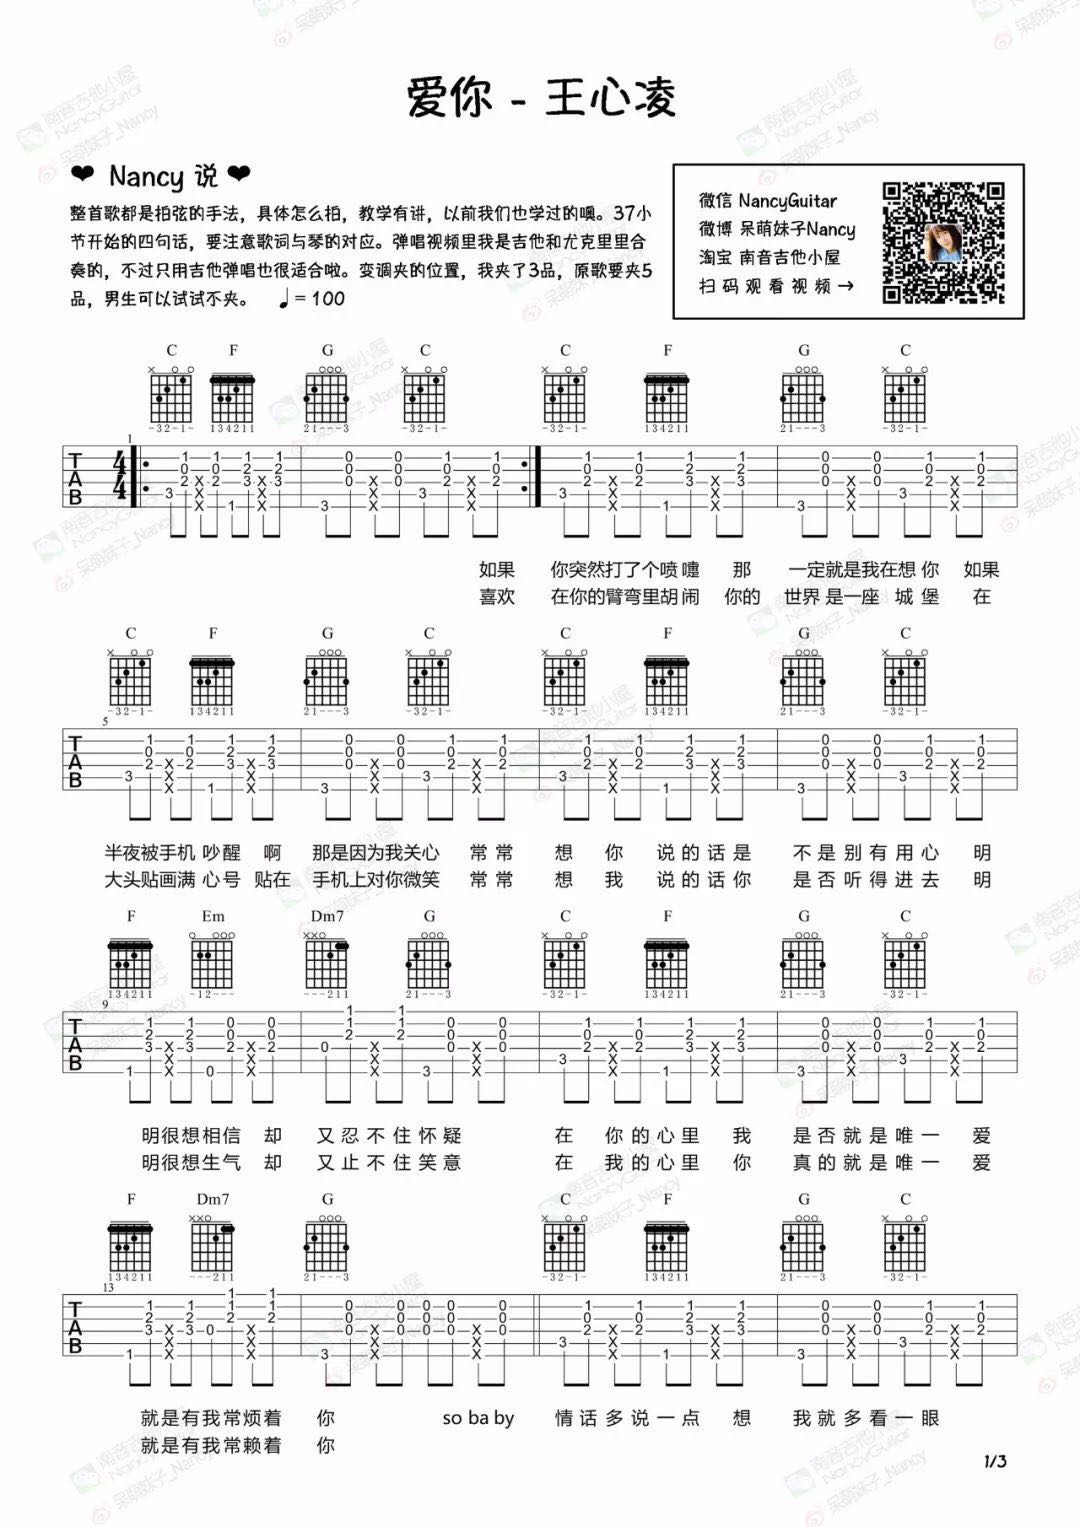 爱你 - 王心凌
❤ Nancy 说 ❤
整首歌都是拍弦的手法，具体怎么拍，教学有讲，以前我们也学过的噢。37小
节开始的四句话，要注意歌词与琴的对应。弹唱视频里我是吉他和尤克里里合
奏的，不过只用吉他弹唱也很适合啦。变调夹的位置，我夹了3品，原歌要夹5
品，男生可以试试不夹。 ♩= 100
微信 NancyGuitar
微博 呆萌妹子Nancy
淘宝 南音吉他小屋
扫码观看视频→
C F G C C F G C
如果 你突然打了个喷嚏 那 一定就是我在想你 如果
喜欢 在你的臂弯里胡闹 你的 世界是一座城堡 在
C F G C C F G C
5
半夜被手机吵醒 啊 那是因为我关心 常常想你说的话是 不是别有用心 明
大头贴画满心号 贴在 手机上对你微笑 常常想我说的话你 是否听得进去 明
F Em Dm7 G C F G C
9
明很想相信 却 又忍不住怀疑 在你的心里我 是否就是唯一 爱
明很想生气 却 又止不住笑意 在我的心里你 真的就是唯一 爱
F Dm7 G C F G C
13
就是有我常烦着 你 so baby 情话多说一点 想 我就多看一眼
就是有我常赖着 你
1/3
南音吉他小屋
NancyGuitar
呆萌妹子_Nancy